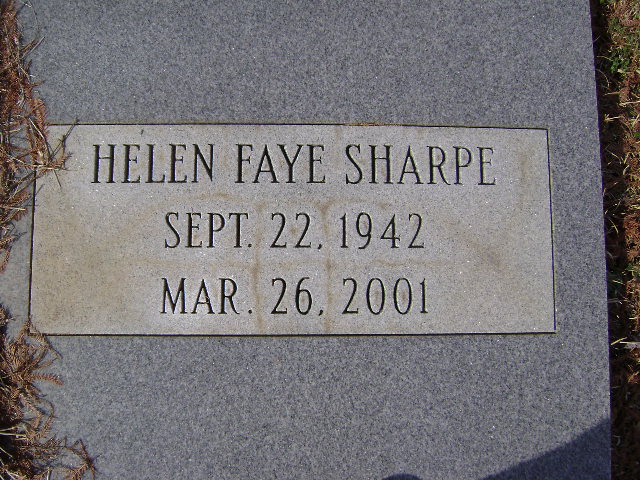 HELEN FAYE SHARPE
SEPT. 22, 1942
MAR. 26, 2001